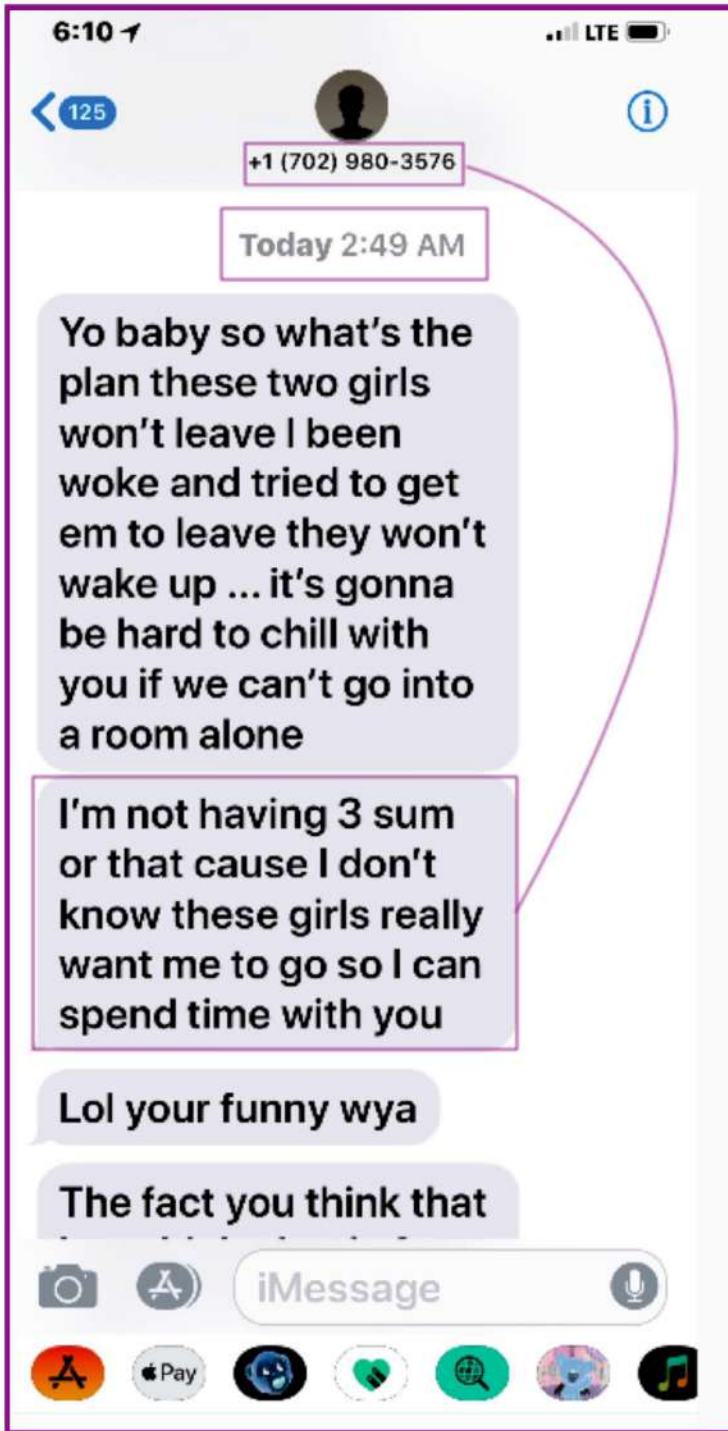 6:10
LTE
125
+1 (702) 980-3576
Today 2:49 AM
Yo baby so what's the
plan these two girls
won't leave I been
woke and tried to get
em to leave they won't
wake up ... it's gonna
be hard to chill with
you if we can't go into
a room alone
I'm not having 3 sum
or that cause I don't
know these girls really
want me to go so I can
spend time with you
Lol your funny wya
The fact you think that
iMessage
Pay